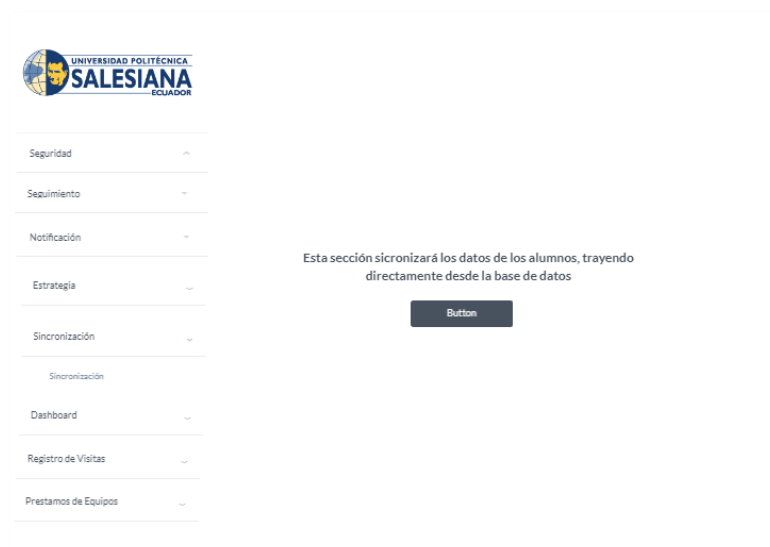 UNIVERSIDAD POLITÉCNICA
SALESIANA
ECUADOR
Seguridad
Seguimiento
Notificación
Estrategia
Sincronización
Sincronización
Dashboard
Registro de Visitas
Prestamos de Equipos
Esta sección sicronizará los datos de los alumnos, trayendo
directamente desde la base de datos
Button